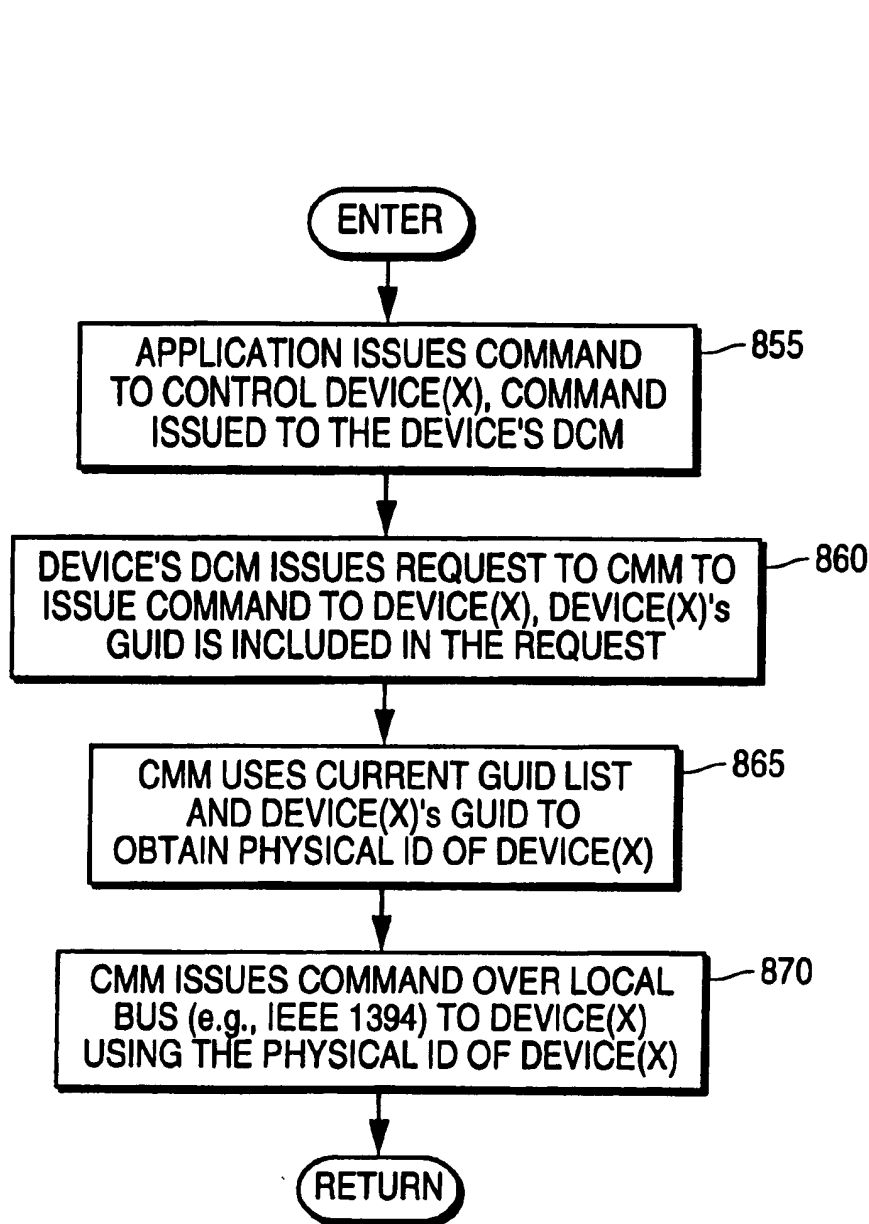 ENTER
APPLICATION ISSUES COMMAND
TO CONTROL DEVICE(X), COMMAND
ISSUED TO THE DEVICE'S DCM
855
DEVICE'S DCM ISSUES REQUEST TO CMM TO
ISSUE COMMAND TO DEVICE(X), DEVICE(X)'s
GUID IS INCLUDED IN THE REQUEST
860
CMM USES CURRENT GUID LIST
AND DEVICE(X)'s GUID TO
OBTAIN PHYSICAL ID OF DEVICE(X)
865
CMM ISSUES COMMAND OVER LOCAL
BUS (e.g., IEEE 1394) TO DEVICE(X)
USING THE PHYSICAL ID OF DEVICE(X)
870
RETURN